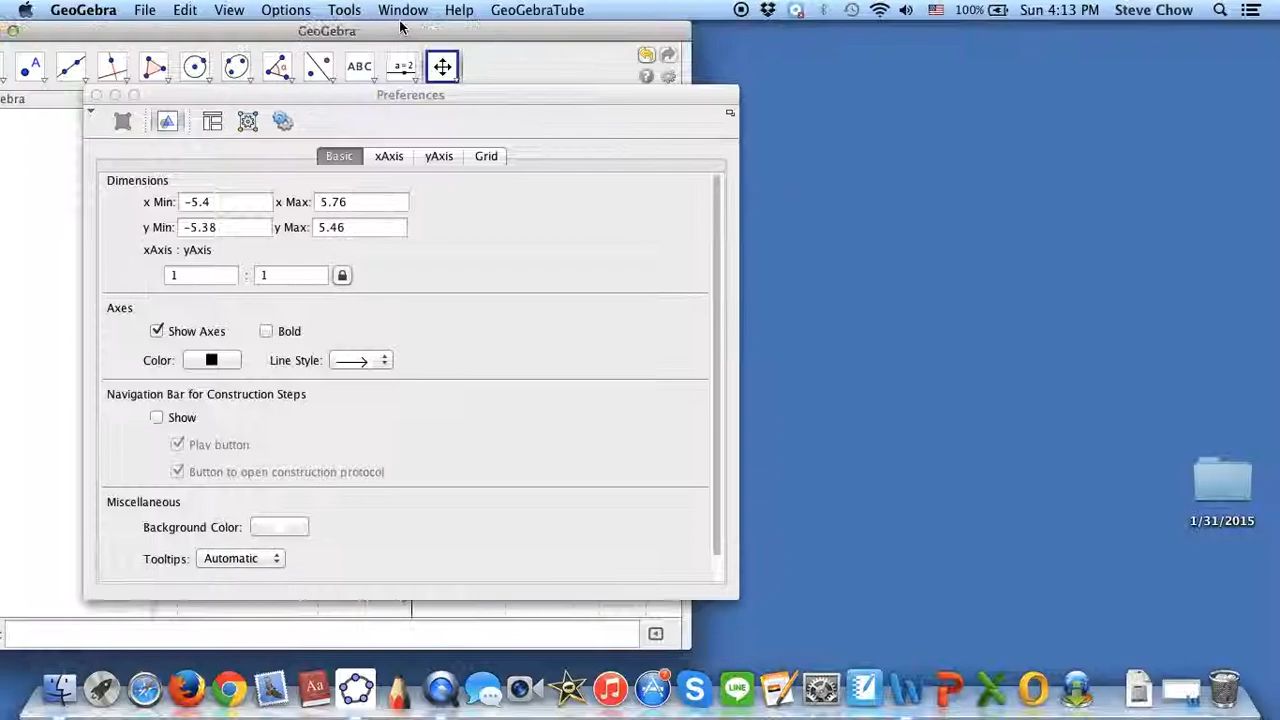 GeoGebra File Edit View Options Tools Window Help GeoGebraTube 100% Sun 4:13 PM Steve Chow
GeoGebra
A ABC a=2
ebra
Preferences
Basic xAxis yAxis Grid
Dimensions
x Min: -5.4 x Max: 5.76
y Min: -5.38 y Max: 5.46
xAxis : yAxis
1 : 1
Axes
Show Axes Bold
Color: Line Style:
Navigation Bar for Construction Steps
Show
Play button
Button to open construction protocol
Miscellaneous
Background Color:
Tooltips: Automatic
1/31/2015